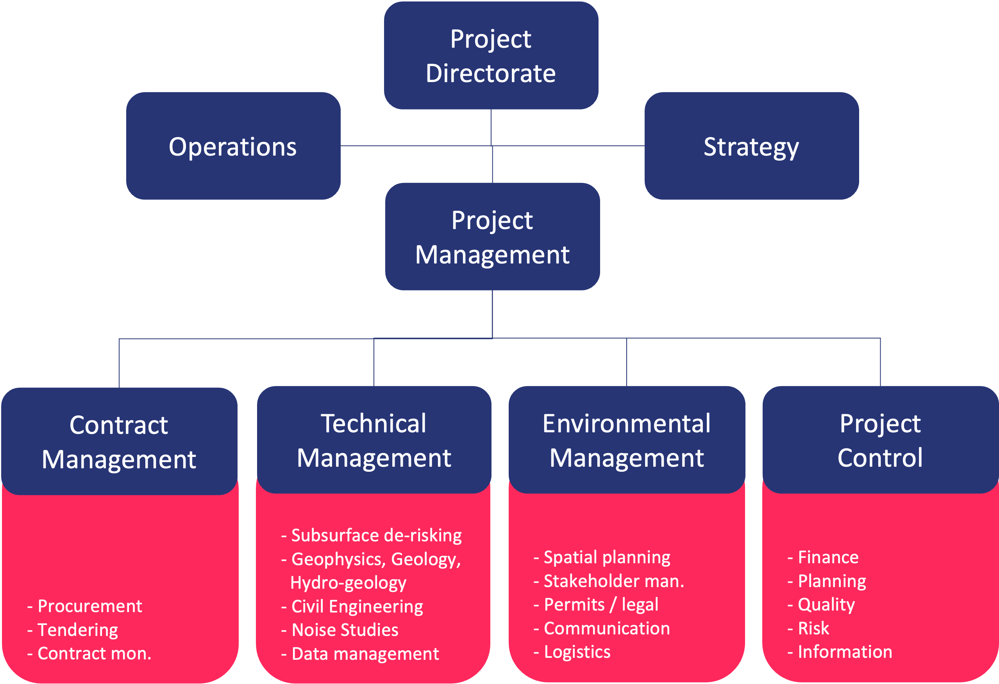 Project
Directorate
Operations
Strategy
Project
Management
Contract
Management
- Procurement
- Tendering
- Contract mon.
Technical
Management
- Subsurface de-risking
- Geophysics, Geology,
Hydro-geology
- Civil Engineering
- Noise Studies
- Data management
Environmental
Management
- Spatial planning
- Stakeholder man.
- Permits / legal
- Communication
- Logistics
Project
Control
- Finance
- Planning
- Quality
- Risk
- Information